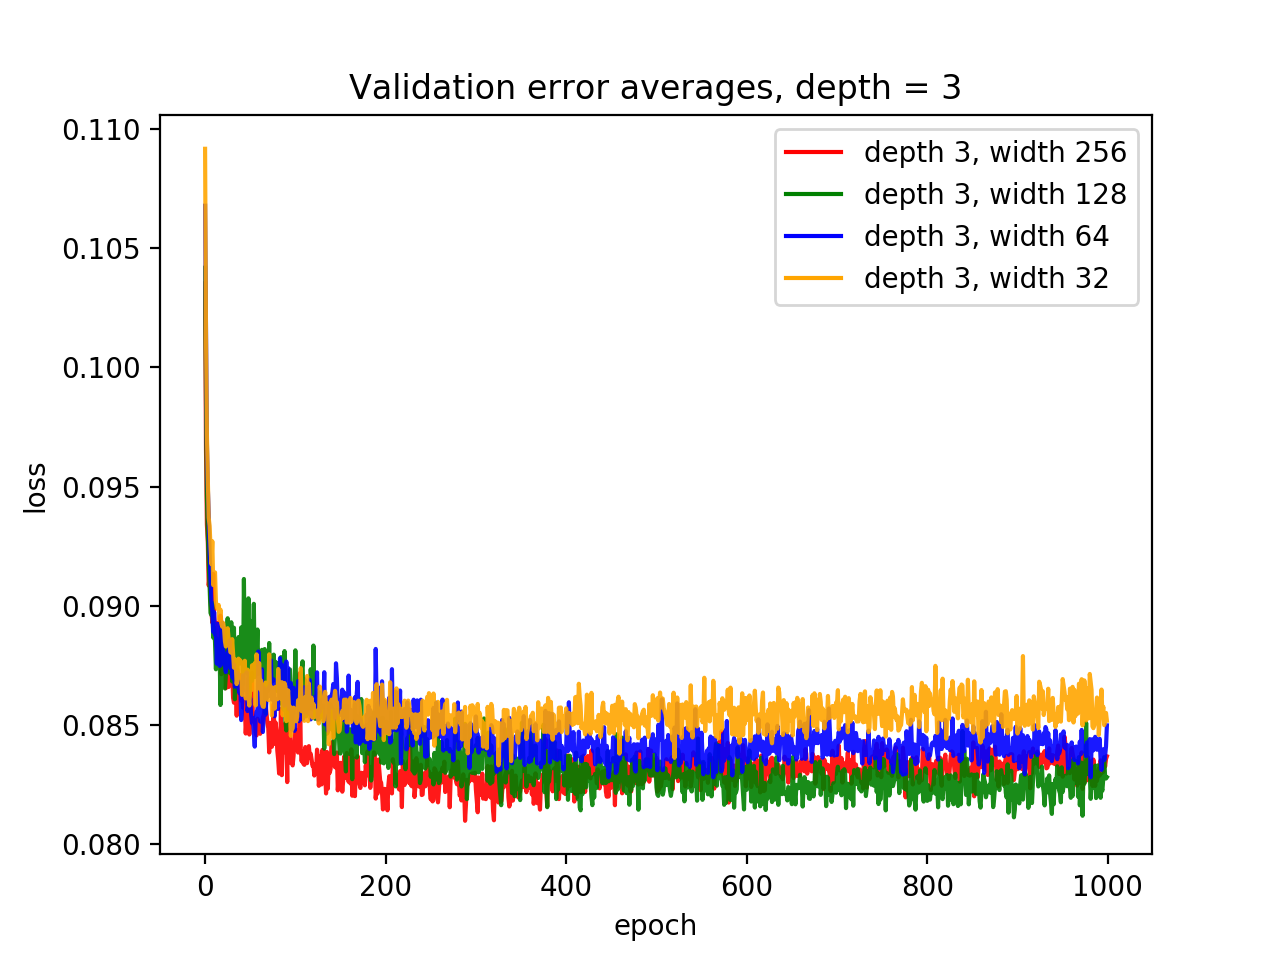 Validation error averages, depth = 3
0.110
0.105
0.100
0.095
0.090
0.085
0.080
loss
depth 3, width 256
depth 3, width 128
depth 3, width 64
depth 3, width 32
0 200 400 600 800 1000
epoch